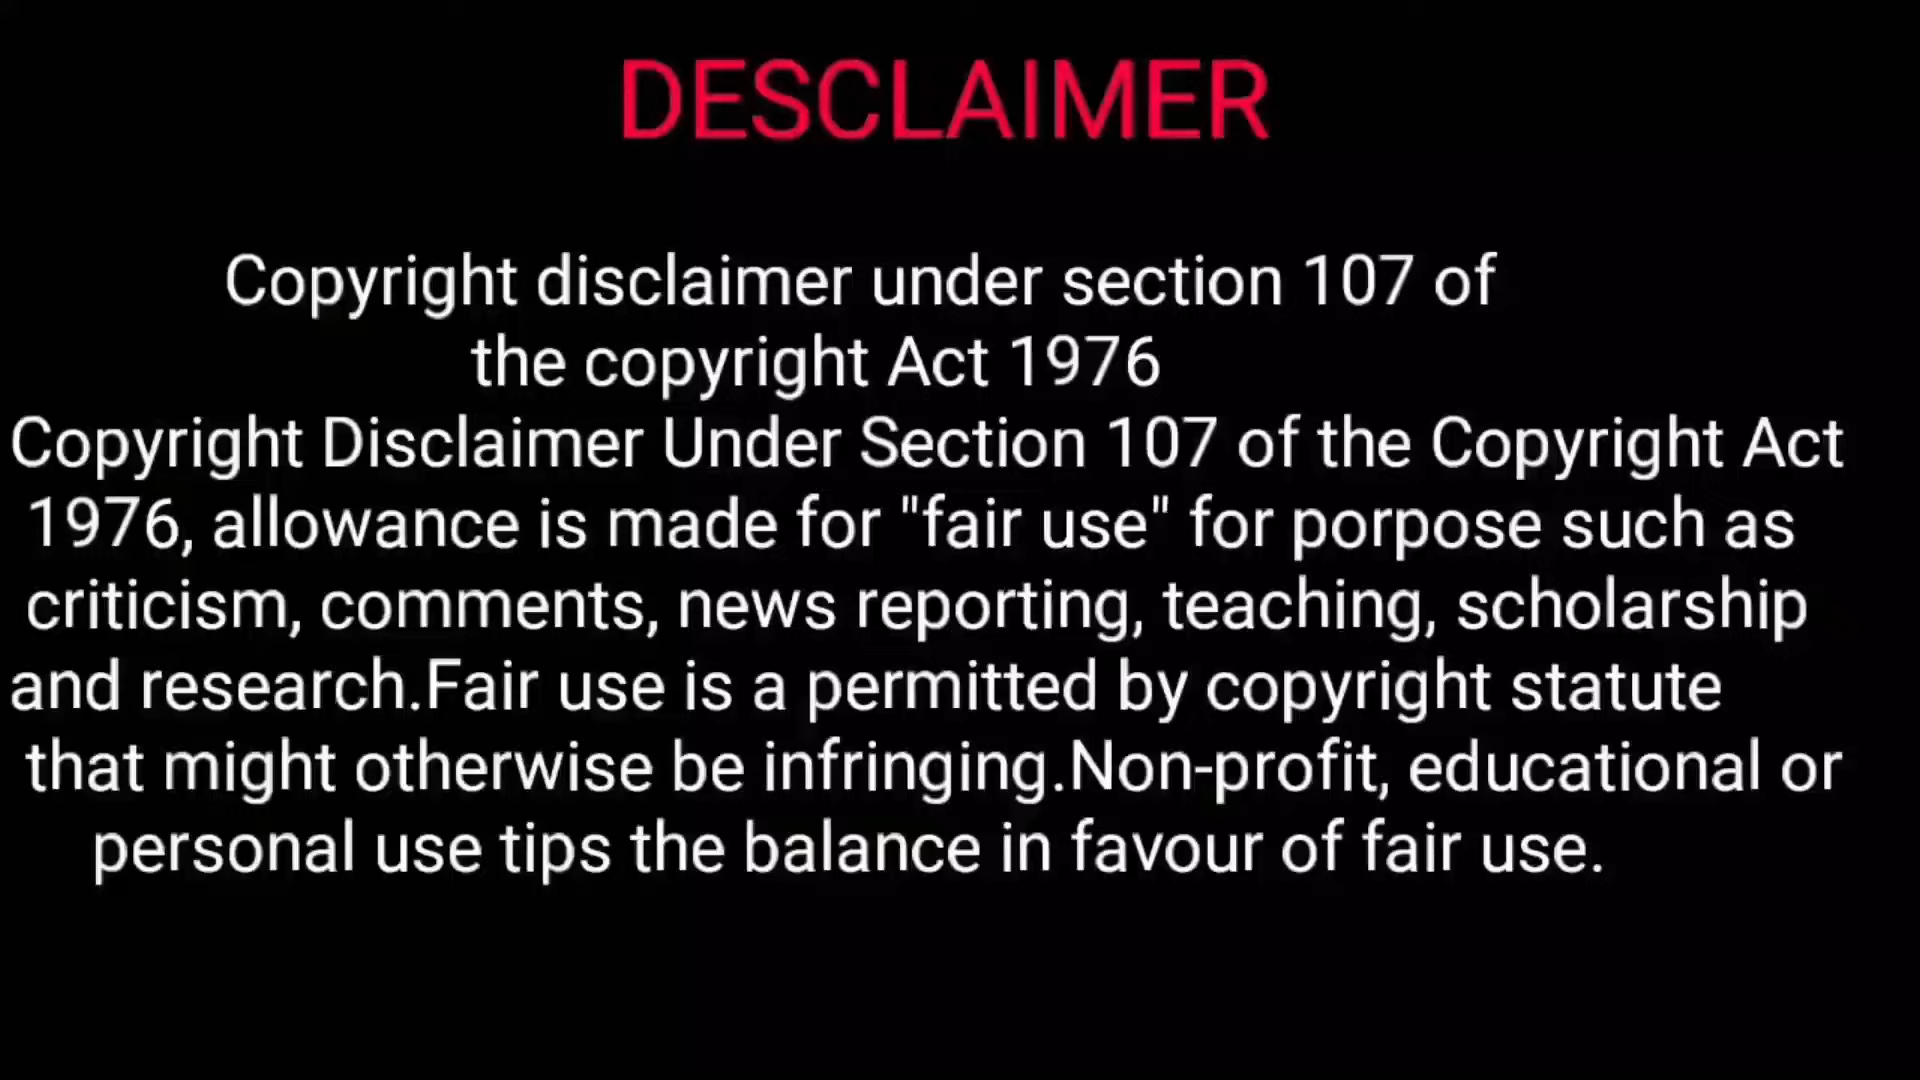 DESCLAIMER
Copyright disclaimer under section 107 of
the copyright Act 1976
Copyright Disclaimer Under Section 107 of the Copyright Act
1976, allowance is made for "fair use" for porpose such as
criticism, comments, news reporting, teaching, scholarship
and research.Fair use is a permitted by copyright statute
that might otherwise be infringing.Non-profit, educational or
personal use tips the balance in favour of fair use.